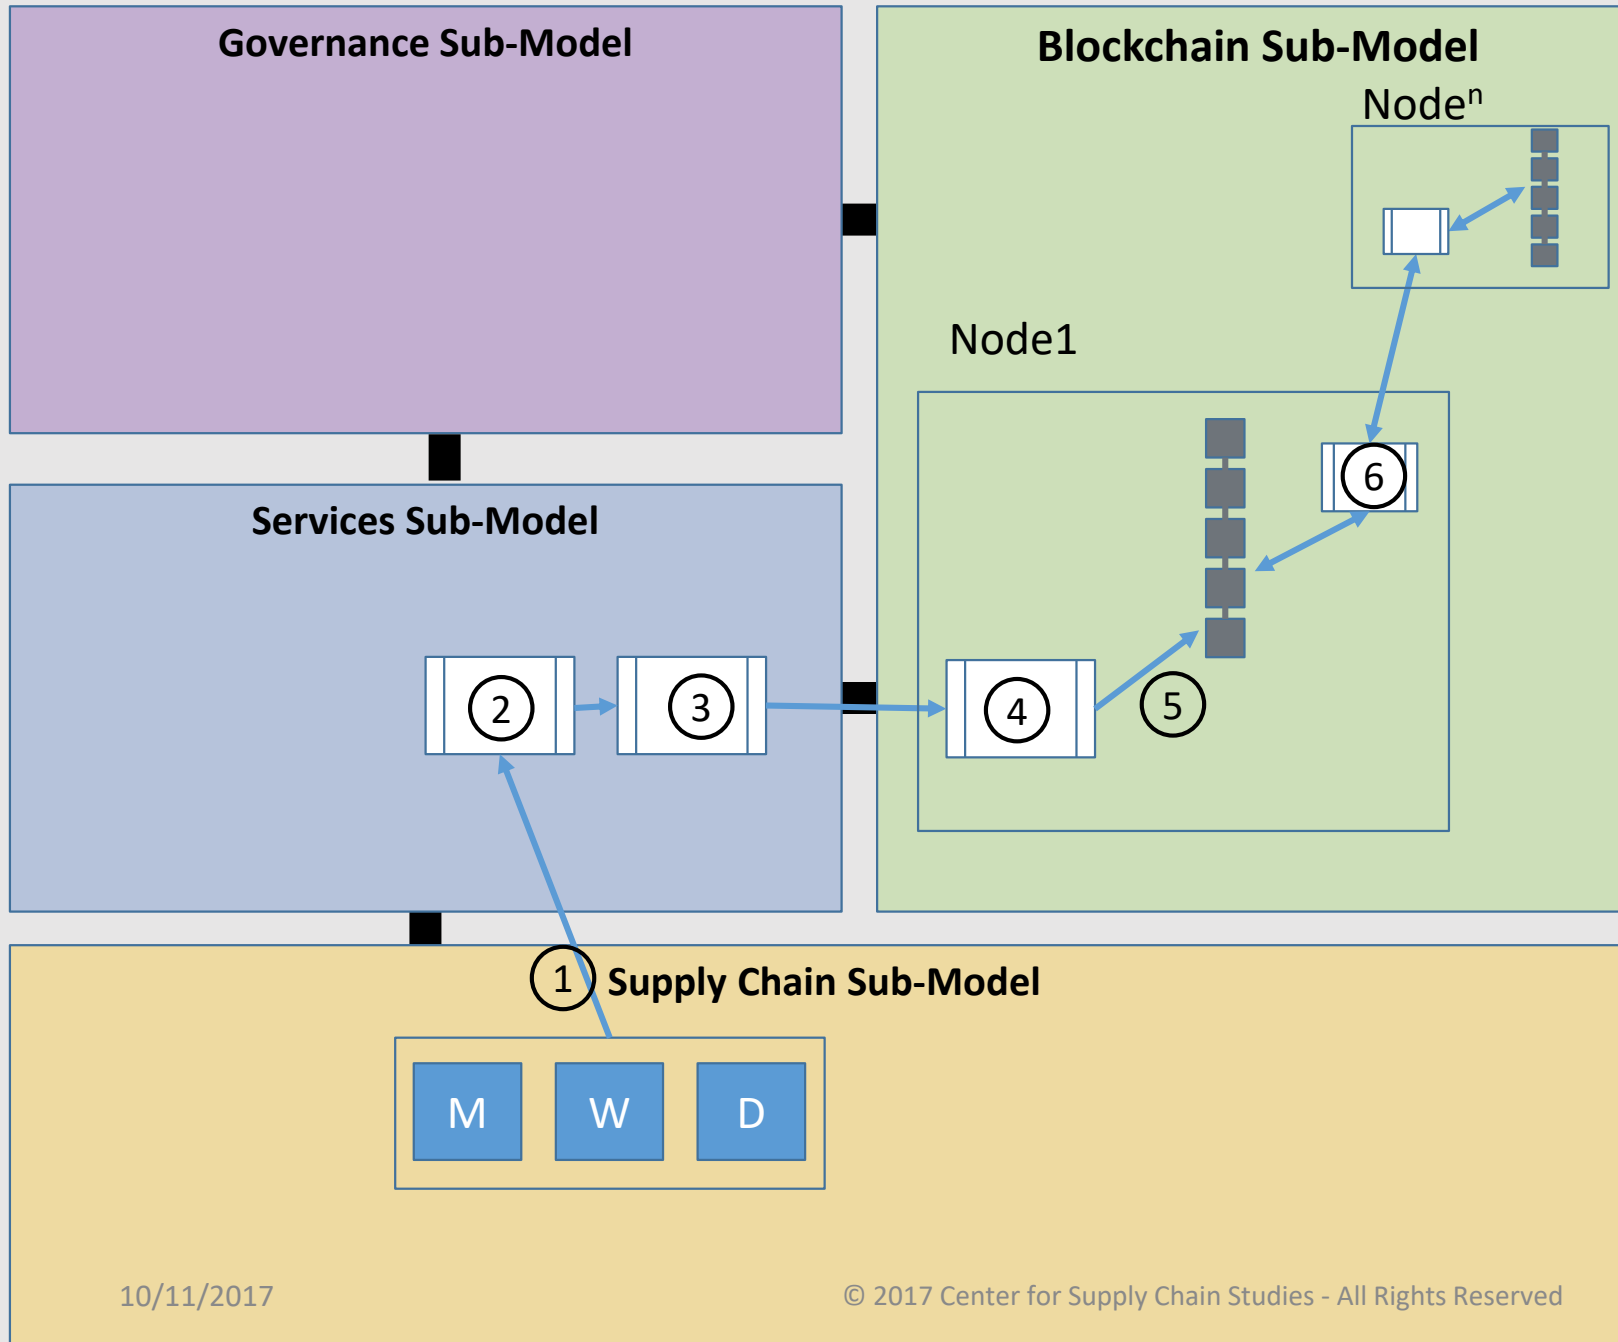 Governance Sub-Model
Blockchain Sub-Model
Nodeⁿ
Node1
6
Services Sub-Model
2
3
4
5
1
Supply Chain Sub-Model
M
W
D
10/11/2017
© 2017 Center for Supply Chain Studies - All Rights Reserved